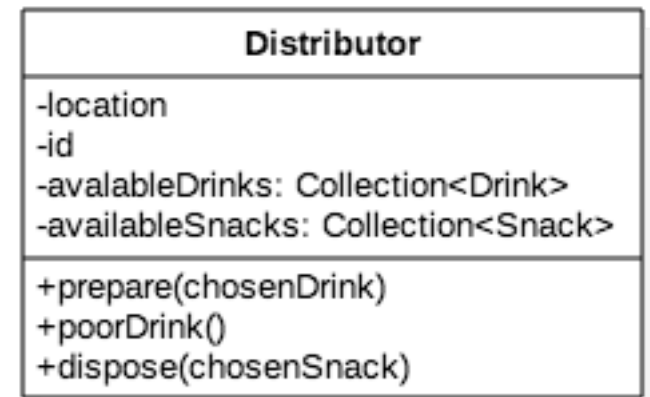 Distributor
-location
-id
-avalableDrinks: Collection<Drink>
-availableSnacks: Collection<Snack>
+prepare(chosenDrink)
+poorDrink()
+dispose(chosenSnack)